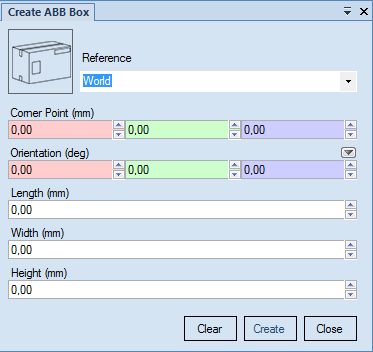 Create ABB Box
Reference
World
Corner Point (mm)
0,00 0,00 0,00
Orientation (deg)
0,00 0,00 0,00
Length (mm)
0,00
Width (mm)
0,00
Height (mm)
0,00
Clear Create Close